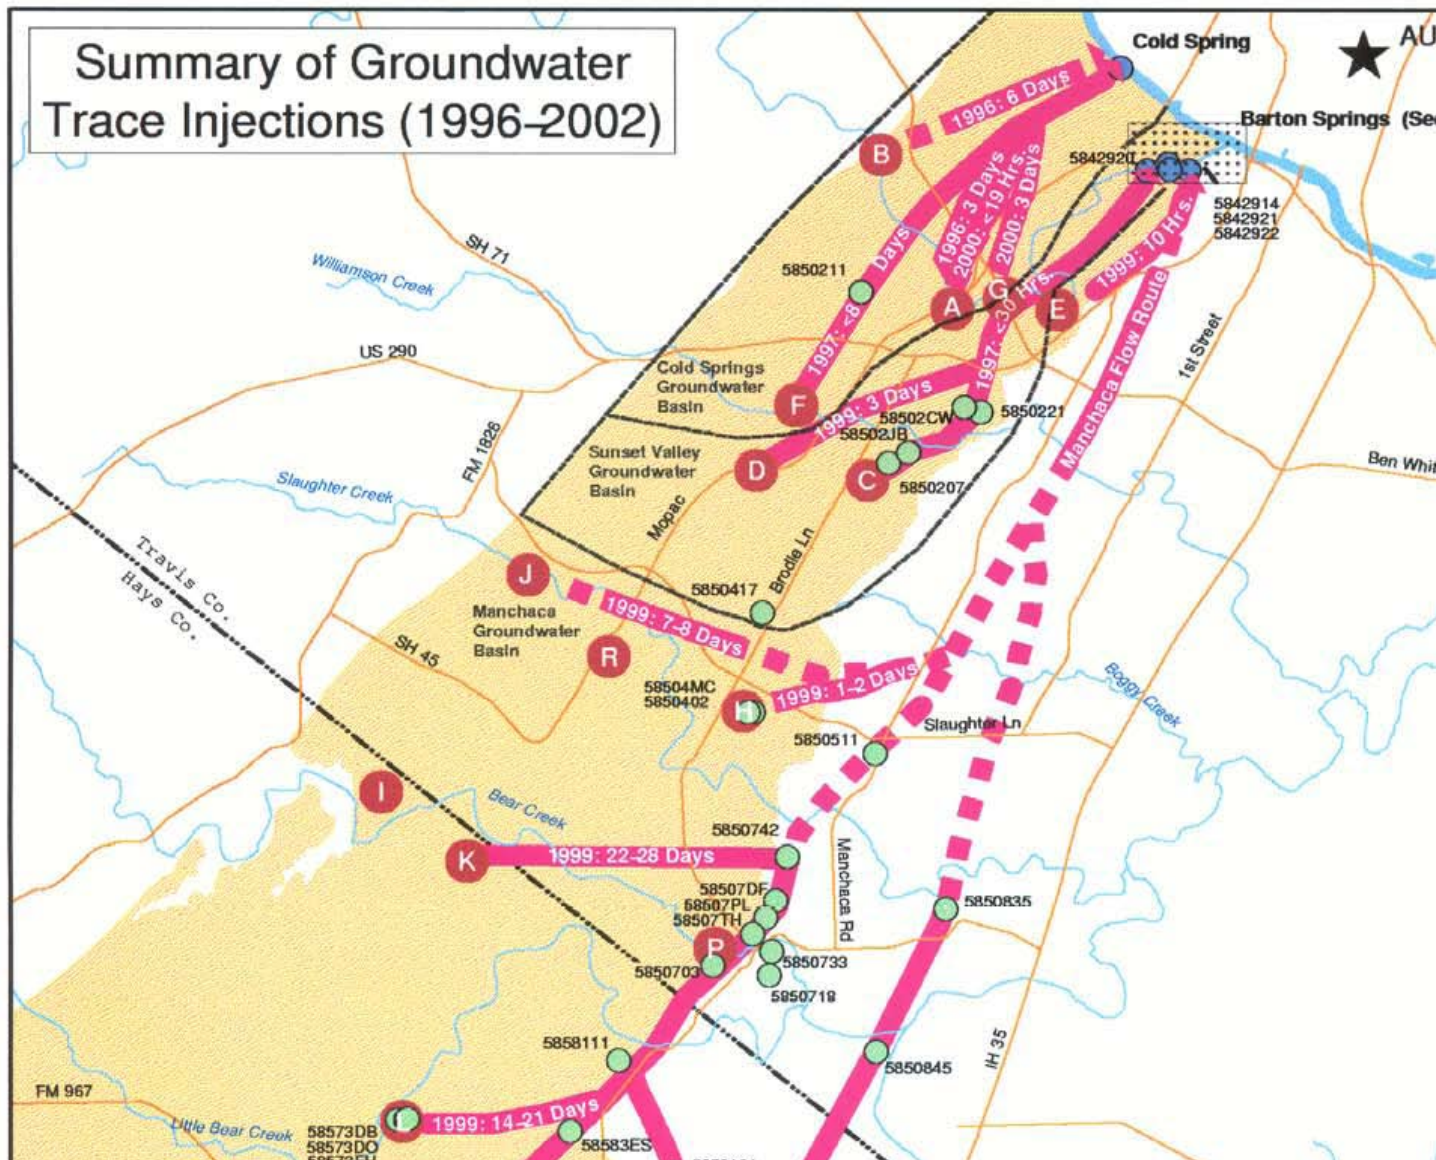 Summary of Groundwater
Trace Injections (1996–2002)
Cold Spring
AU
Barton Springs (Sec
5842920
5842914
5842921
5842922
B
1996: 6 Days
SH 71
Williamson Creek
5850211
1997: <8 Days
1996: 3 Days
2000: <19 Hrs.
2000: 3 Days
A
G
E
1997: <30 Hrs.
1999: 10 Hrs.
Manchaca Flow Route
1st Street
US 290
Cold Springs
Groundwater
Basin
F
1999: 3 Days
58502CW
5850221
58502JB
FM 1826
Sunset Valley
Groundwater
Basin
D
C
5850207
Ben Whit
Slaughter Creek
Mopac
Brodie Ln
Travis Co.
Hays Co.
J
5850417
1999: 7–8 Days
Manchaca
Groundwater
Basin
R
SH 45
58504MC
5850402
H
1999: 1–2 Days
Boggy Creek
Slaughter Ln
5850511
I
Bear Creek
5850742
K
1999: 22–28 Days
Manchaca Rd
58507DF
58507PL
58507TH
5850835
P
5850703
5850733
5850718
5858111
5850845
IH 35
FM 967
L
1999: 14–21 Days
Little Bear Creek
58573DB
58573DO
58583ES